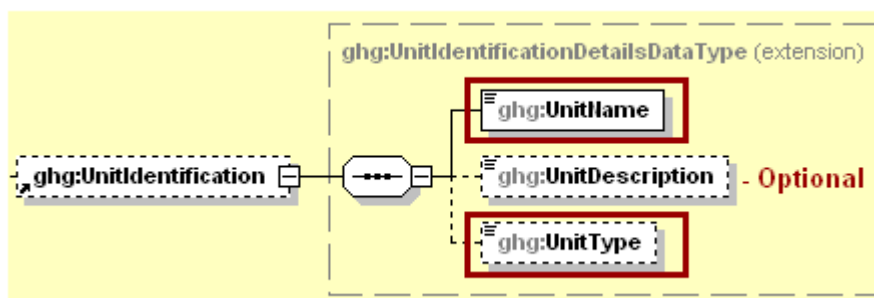 ghg:UnitIdentificationDetailsDataType (extension)
ghg:UnitName
ghg:UnitIdentification
ghg:UnitDescription - Optional
ghg:UnitType